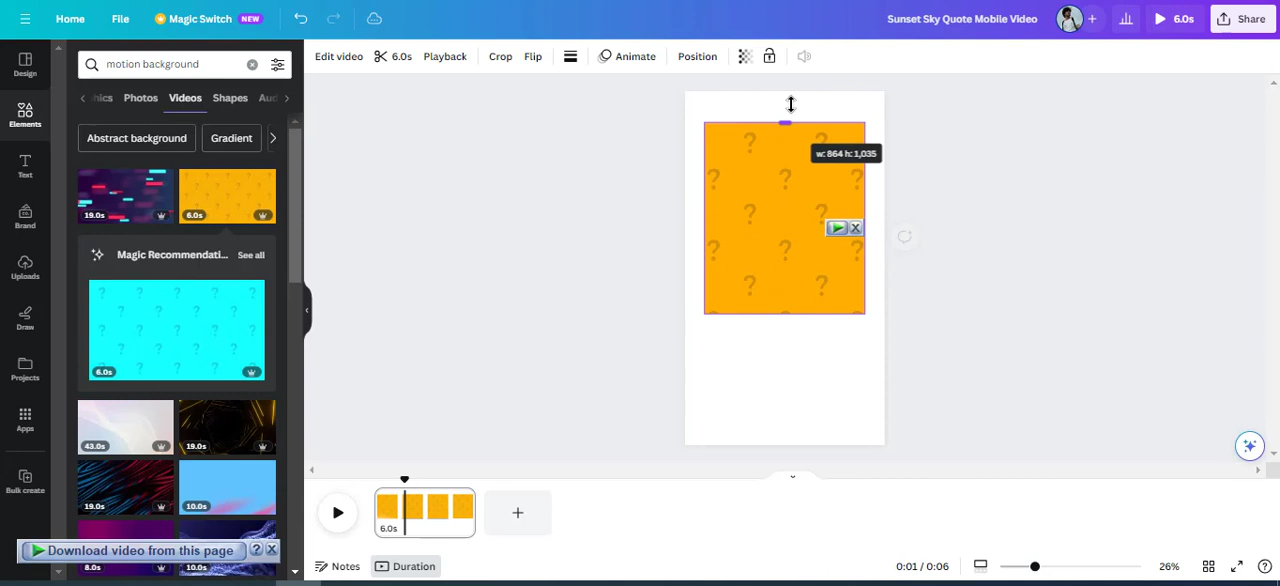 Home File Magic Switch NEW Sunset Sky Quote Mobile Video 6.0s Share
Design
Elements
Text
Brand
Uploads
Draw
Projects
Apps
Bulk create
motion background
hics Photos Videos Shapes Au
Abstract background Gradient
19.0s 6.0s
Magic Recommendati... See all
? ? ? ? ?
? ? ? ?
? ? ? ? ?
? ? ? ?
? ? ? ? ?
6.0s
43.0s 19.0s
19.0s 10.0s
8.0s 10.0s
Download video from this page ? X
Edit video 6.0s Playback Crop Flip Animate Position
w: 864 h: 1,035
? ?
? ? ?
? ?
? ? ?
? ?
X
6.0s
+
Notes Duration 0:01 / 0:06 26% ?